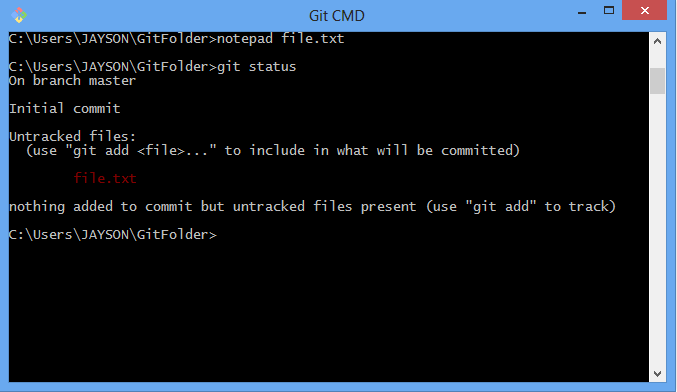 Git CMD
C:\Users\JAYSON\GitFolder>notepad file.txt
C:\Users\JAYSON\GitFolder>git status
On branch master
Initial commit
Untracked files:
  (use "git add <file>..." to include in what will be committed)
        file.txt
nothing added to commit but untracked files present (use "git add" to track)
C:\Users\JAYSON\GitFolder>